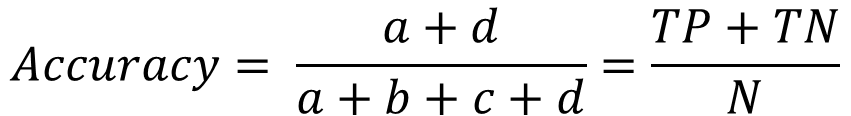 Accuracy = (a + d) / (a + b + c + d) = (TP + TN) / N